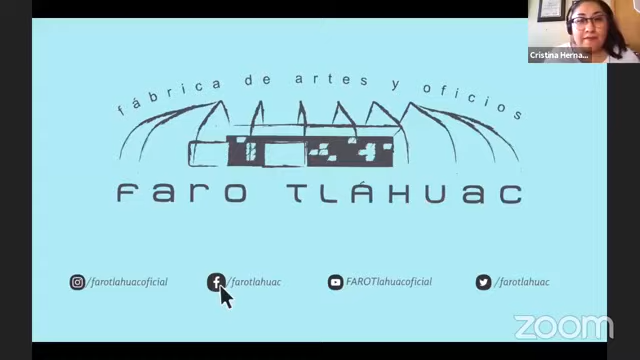 Cristina Herna...
fábrica de artes y oficios
Faro TLÁHUAC
/farotlahuacoficial
/farotlahuac
FAROTlahuacoficial
/farotlahuac
zoom